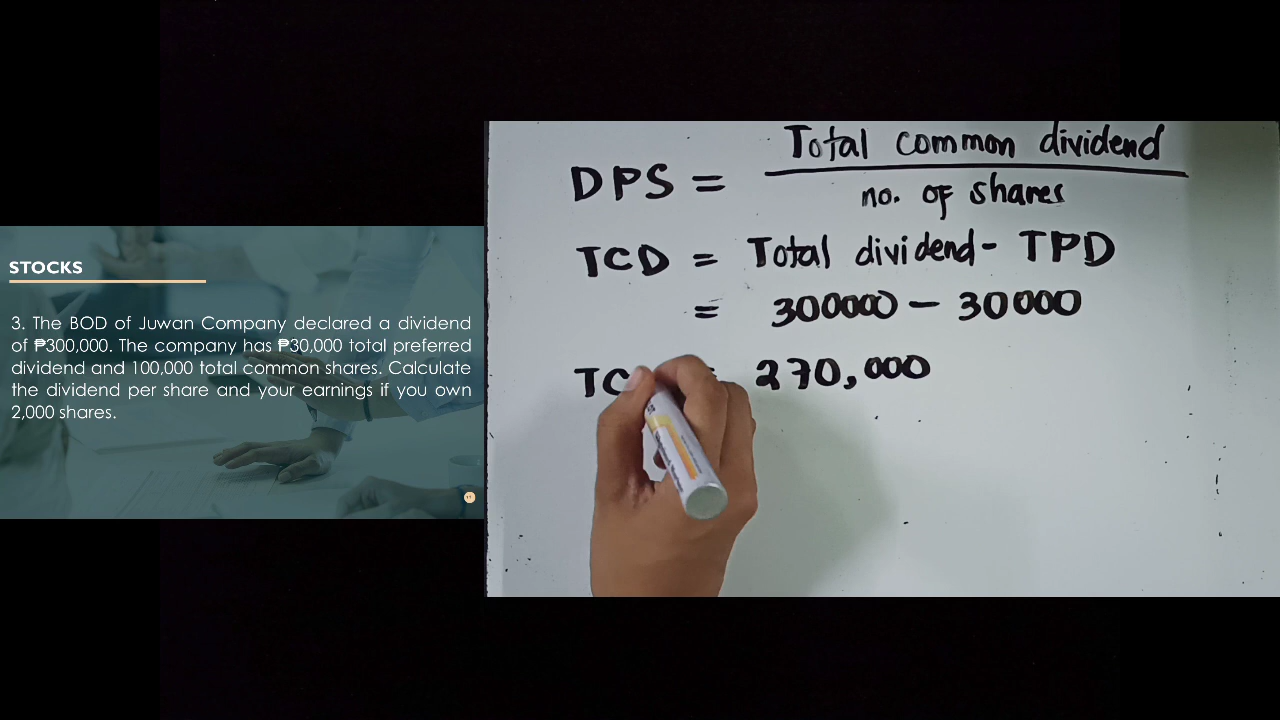 STOCKS
3. The BOD of Juwan Company declared a dividend
of ₱300,000. The company has ₱30,000 total preferred
dividend and 100,000 total common shares. Calculate
the dividend per share and your earnings if you own
2,000 shares.
DPS = Total common dividend
no. of shares
TCD = Total dividend - TPD
= 300000 - 30000
270,000